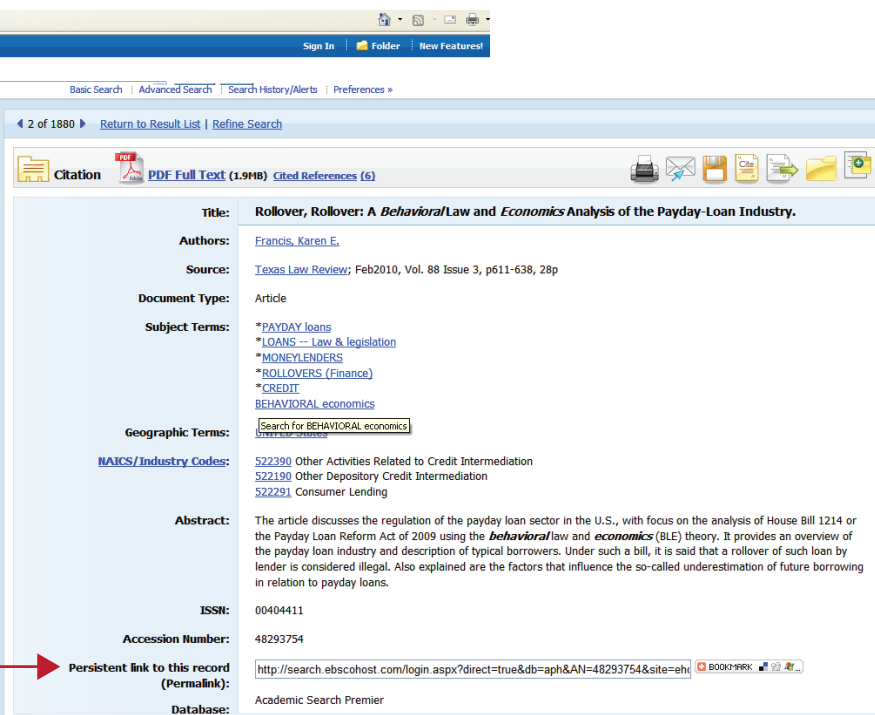 Sign In Folder New Features!
Basic Search Advanced Search Search History/Alerts Preferences »
2 of 1880 Return to Result List | Refine Search
Citation PDF PDF Full Text (1.9MB) Cited References (6) Cite
Title: Rollover, Rollover: A Behavioral Law and Economics Analysis of the Payday-Loan Industry.
Authors: Francis, Karen E.
Source: Texas Law Review; Feb2010, Vol. 88 Issue 3, p611-638, 28p
Document Type: Article
Subject Terms: *PAYDAY loans
*LOANS -- Law & legislation
*MONEYLENDERS
*ROLLOVERS (Finance)
*CREDIT
BEHAVIORAL economics
Search for BEHAVIORAL economics
Geographic Terms: UNITED States
NAICS/Industry Codes: 522390 Other Activities Related to Credit Intermediation
522190 Other Depository Credit Intermediation
522291 Consumer Lending
Abstract: The article discusses the regulation of the payday loan sector in the U.S., with focus on the analysis of House Bill 1214 or
the Payday Loan Reform Act of 2009 using the behavioral law and economics (BLE) theory. It provides an overview of
the payday loan industry and description of typical borrowers. Under such a bill, it is said that a rollover of such loan by
lender is considered illegal. Also explained are the factors that influence the so-called underestimation of future borrowing
in relation to payday loans.
ISSN: 00404411
Accession Number: 48293754
Persistent link to this record http://search.ebscohost.com/login.aspx?direct=true&db=aph&AN=48293754&site=eh BOOKMARK
(Permalink):
Database: Academic Search Premier